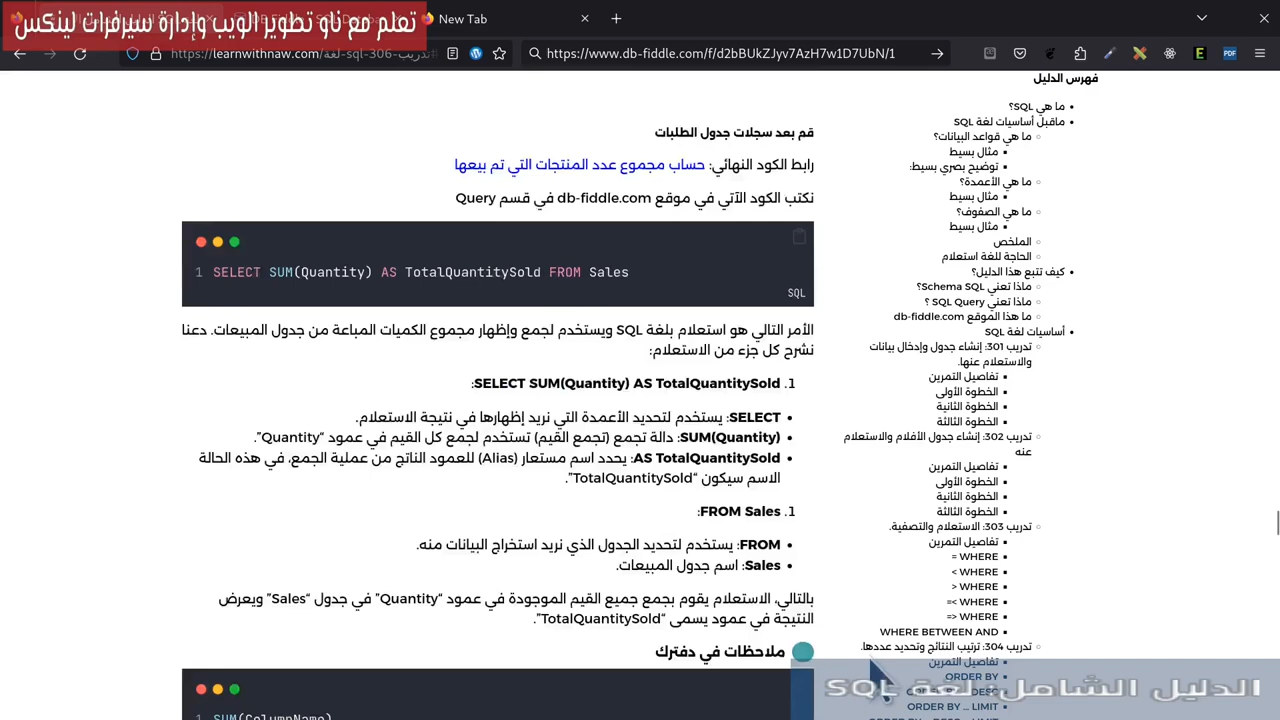 تعلم مع ناو تطوير الويب وإدارة سيرفرات لينكس
New Tab
https://learnwithnaw.com/
-sql-306-
https://www.db-fiddle.com/f/d2bBUkZJyv7AzH7w1D7UbN/1
قم بعد سجلات جدول الطلبات
رابط الكود النهائي: حساب مجموع عدد المنتجات التي تم بيعها
نكتب الكود الآتي في موقع db-fiddle.com في قسم Query
1 SELECT SUM(Quantity) AS TotalQuantitySold FROM Sales
SQL
الأمر التالي هو استعلام بلغة SQL ويستخدم لجمع وإظهار مجموع الكميات المباعة من جدول المبيعات. دعنا
نشرح كل جزء من الاستعلام:
1. SELECT SUM(Quantity) AS TotalQuantitySold:
SELECT: يستخدم لتحديد الأعمدة التي نريد إظهارها في نتيجة الاستعلام.
SUM(Quantity): دالة تجمع (تجمع القيم) تستخدم لجمع كل القيم في عمود "Quantity".
AS TotalQuantitySold: يحدد اسم مستعار (Alias) للعمود الناتج من عملية الجمع، في هذه الحالة
الاسم سيكون "TotalQuantitySold".
1. FROM Sales:
FROM: يستخدم لتحديد الجدول الذي نريد استخراج البيانات منه.
Sales: اسم جدول المبيعات.
بالتالي، الاستعلام يقوم بجمع جميع القيم الموجودة في عمود "Quantity" في جدول "Sales" ويعرض
النتيجة في عمود يسمى "TotalQuantitySold".
ملاحظات في دفترك
SUM(ColumnName)
فهرس الدليل
ما هي SQL؟
ماقبل أساسيات لغة SQL
ما هي قواعد البيانات؟
مثال بسيط
توضيح بصري بسيط:
ما هي الأعمدة؟
مثال بسيط
ما هي الصفوف؟
مثال بسيط
الملخص
الحاجة للغة استعلام
كيف تتبع هذا الدليل؟
ماذا تعني Schema SQL؟
ماذا تعني SQL Query ؟
ما هذا الموقع db-fiddle.com
أساسيات لغة SQL
تدريب 301: إنشاء جدول وإدخال بيانات
والاستعلام عنها.
تفاصيل التمرين
الخطوة الأولى
الخطوة الثانية
الخطوة الثالثة
تدريب 302: إنشاء جدول الأفلام والاستعلام
عنه
تفاصيل التمرين
الخطوة الأولى
الخطوة الثانية
الخطوة الثالثة
تدريب 303: الاستعلام والتصفية.
تفاصيل التمرين
= WHERE
< WHERE
> WHERE
=< WHERE
=> WHERE
WHERE BETWEEN AND
تدريب 304: ترتيب النتائج وتحديد عددها.
تفاصيل التمرين
ORDER BY
ORDER BY ... LIMIT
الدليل الشامل: لغة SQL